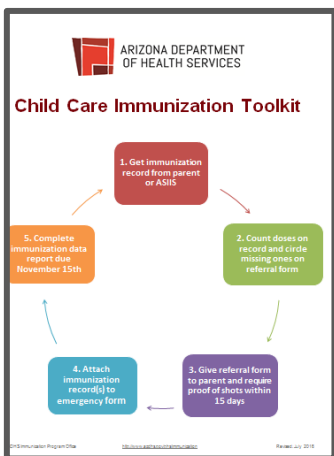 ARIZONA DEPARTMENT
OF HEALTH SERVICES
Child Care Immunization Toolkit
1. Get immunization
record from parent
or ASIIS
2. Count doses on
record and circle
missing ones on
referral form
3. Give referral form
to parent and require
proof of shots within
15 days
4. Attach
immunization
record(s) to
emergency form
5. Complete
immunization data
report due
November 15th
Revised July 2016